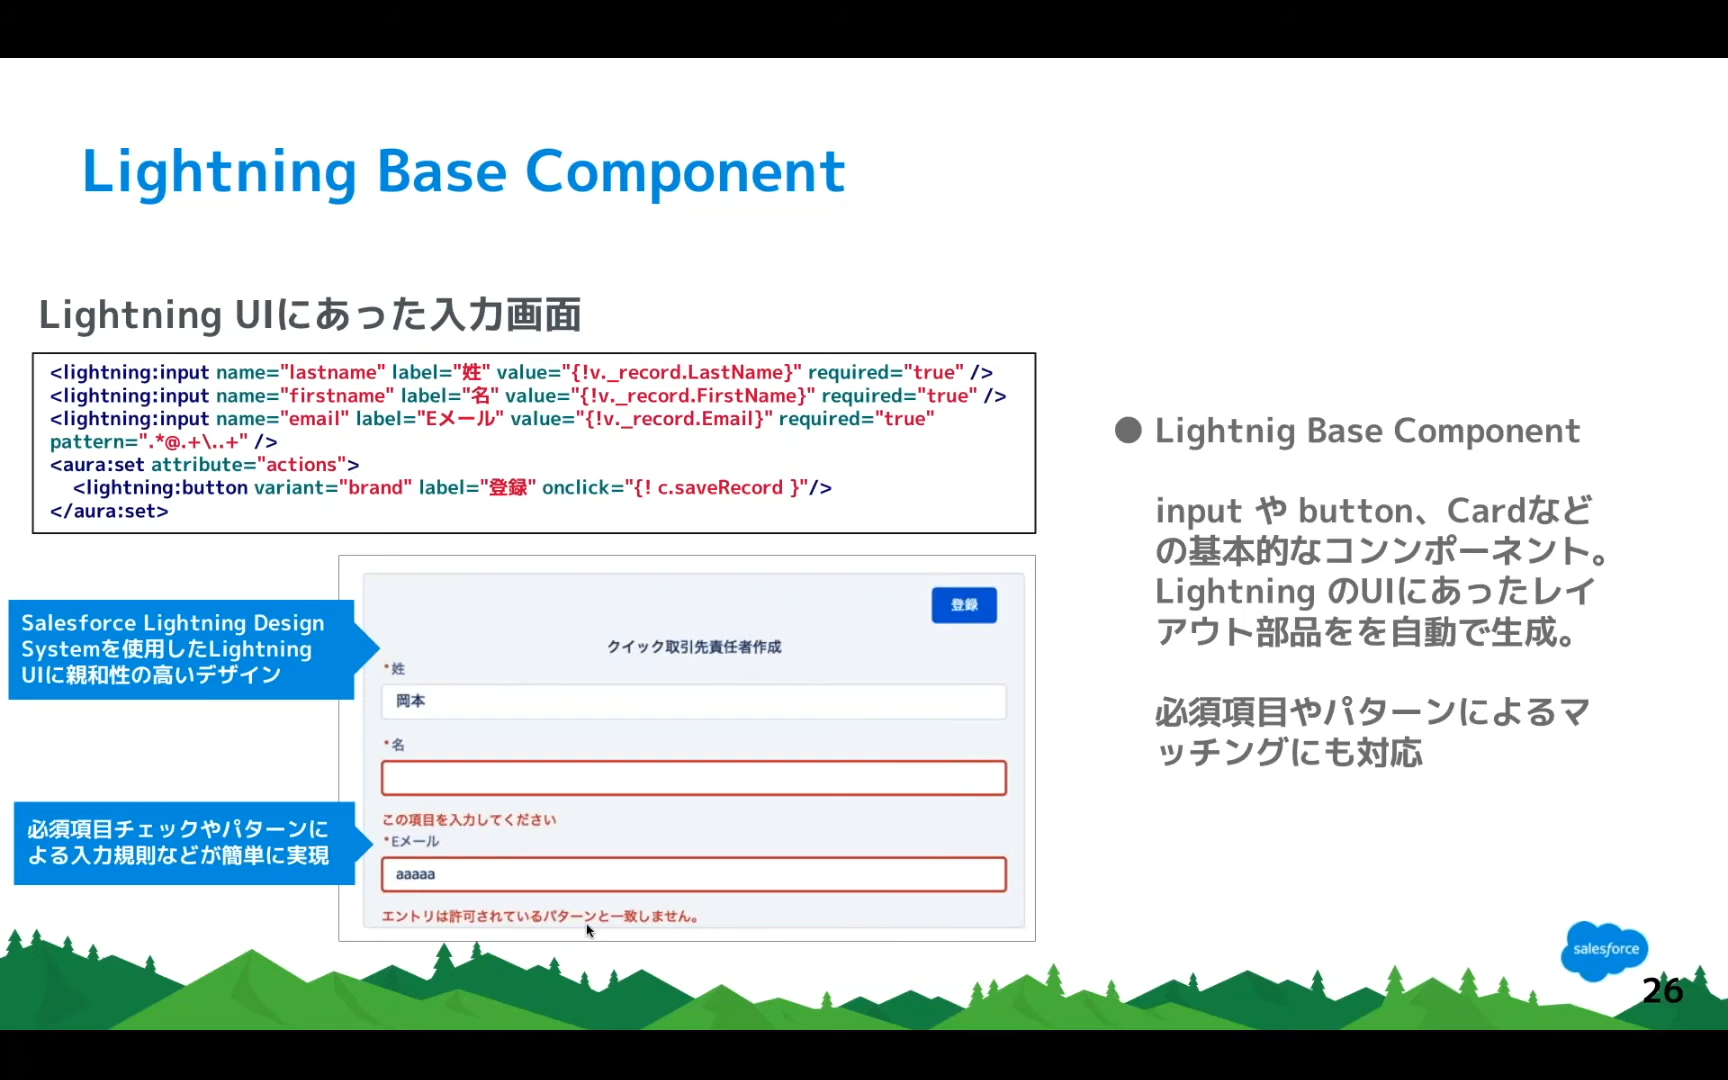 Lightning Base Component
Lightning UIにあった入力画面
<lightning:input name="lastname" label="姓" value="{!v._record.LastName}" required="true" />
<lightning:input name="firstname" label="名" value="{!v._record.FirstName}" required="true" />
<lightning:input name="email" label="Eメール" value="{!v._record.Email}" required="true"
pattern=".*@.+\..+" />
<aura:set attribute="actions">
<lightning:button variant="brand" label="登録" onclick="{! c.saveRecord }"/>
</aura:set>
Salesforce Lightning Design
Systemを使用したLightning
UIに親和性の高いデザイン
必須項目チェックやパターンに
よる入力規則などが簡単に実現
登録
クイック取引先責任者作成
*姓
岡本
*名
この項目を入力してください
*Eメール
aaaaa
エントリは許可されているパターンと一致しません。
● Lightnig Base Component
input や button、Cardなど
の基本的なコンンポーネント。
Lightning のUIにあったレイ
アウト部品をを自動で生成。
必須項目やパターンによるマ
ッチングにも対応
salesforce
26